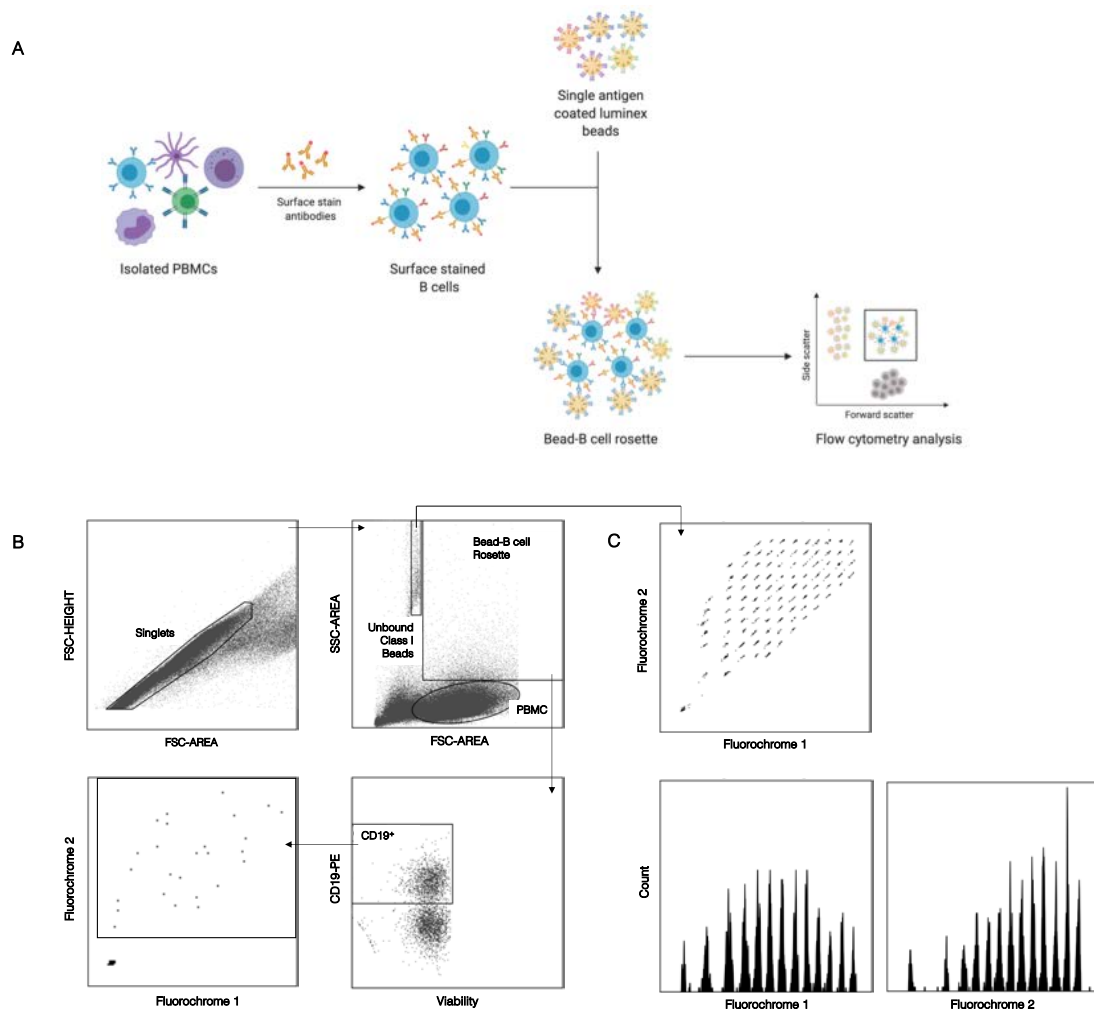 A
Single antigen
coated luminex
beads
Surface stain
antibodies
Isolated PBMCs
Surface stained
B cells
Bead-B cell rosette
Side scatter
Forward scatter
Flow cytometry analysis
B
FSC-HEIGHT
Singlets
FSC-AREA
SSC-AREA
Bead-B cell
Rosette
Unbound
Class I
Beads
PBMC
FSC-AREA
C
Fluorochrome 2
Fluorochrome 1
Fluorochrome 2
Fluorochrome 1
CD19-PE
CD19+
Viability
Count
Fluorochrome 1
Fluorochrome 2